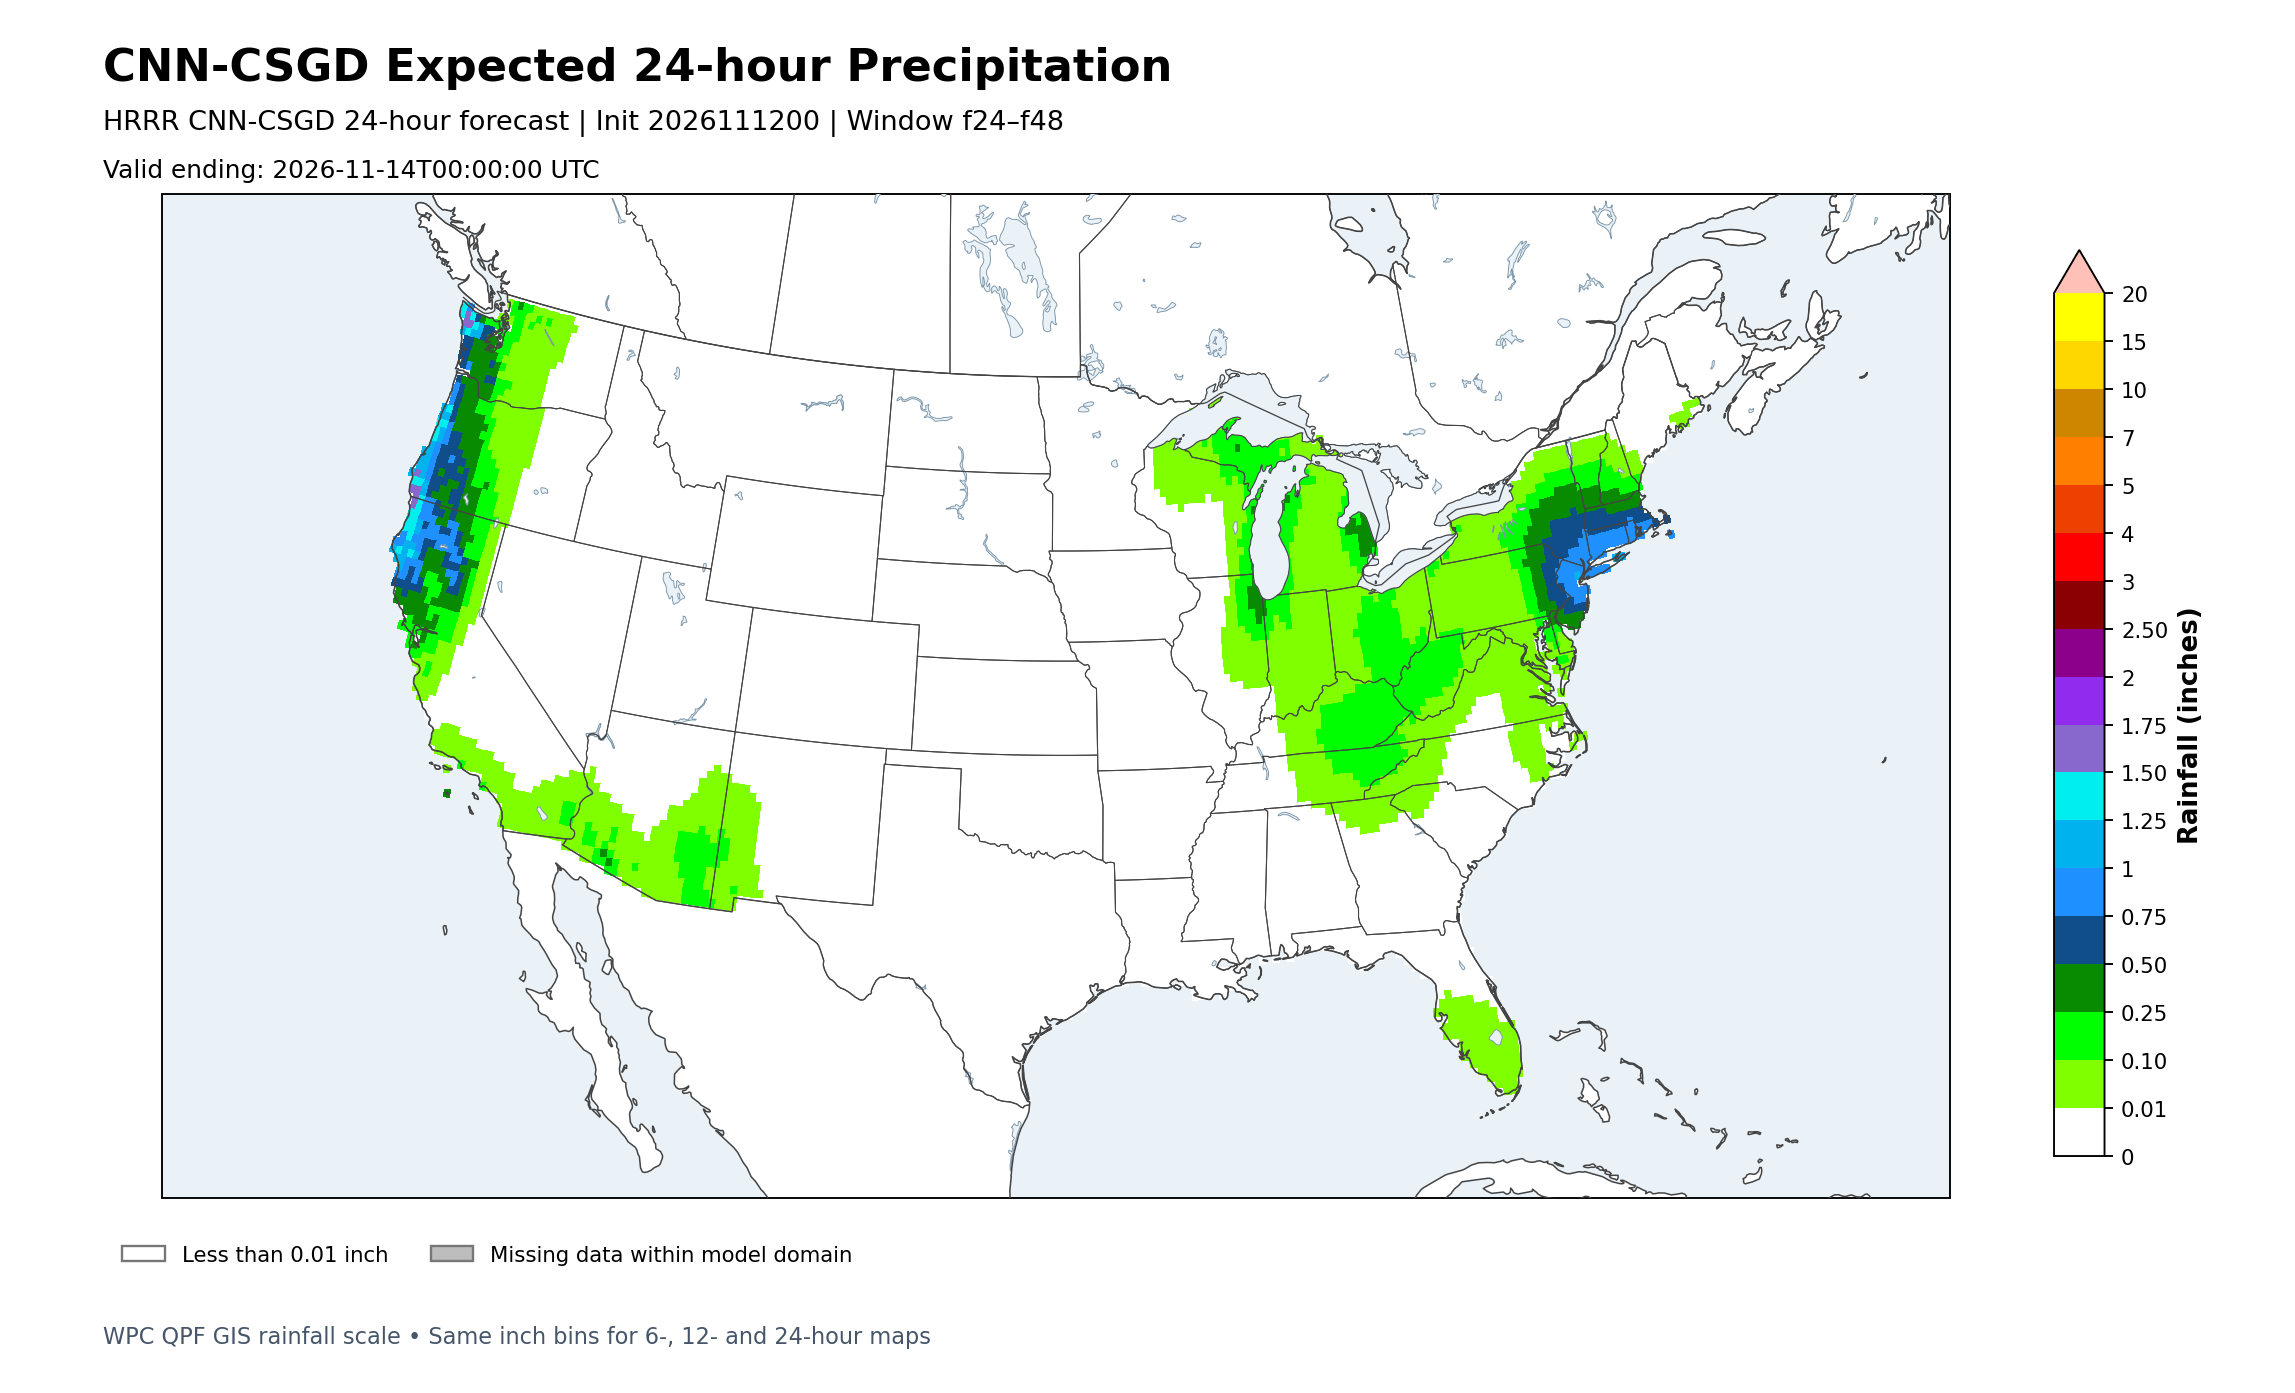 CNN-CSGD Expected 24-hour Precipitation
HRRR CNN-CSGD 24-hour forecast | Init 2026111200 | Window f24–f48
Valid ending: 2026-11-14T00:00:00 UTC
20
15
10
7
5
4
3
2.50
2
1.75
1.50
1.25
1
0.75
0.50
0.25
0.10
0.01
0
Rainfall (inches)
Less than 0.01 inch
Missing data within model domain
WPC QPF GIS rainfall scale • Same inch bins for 6-, 12- and 24-hour maps